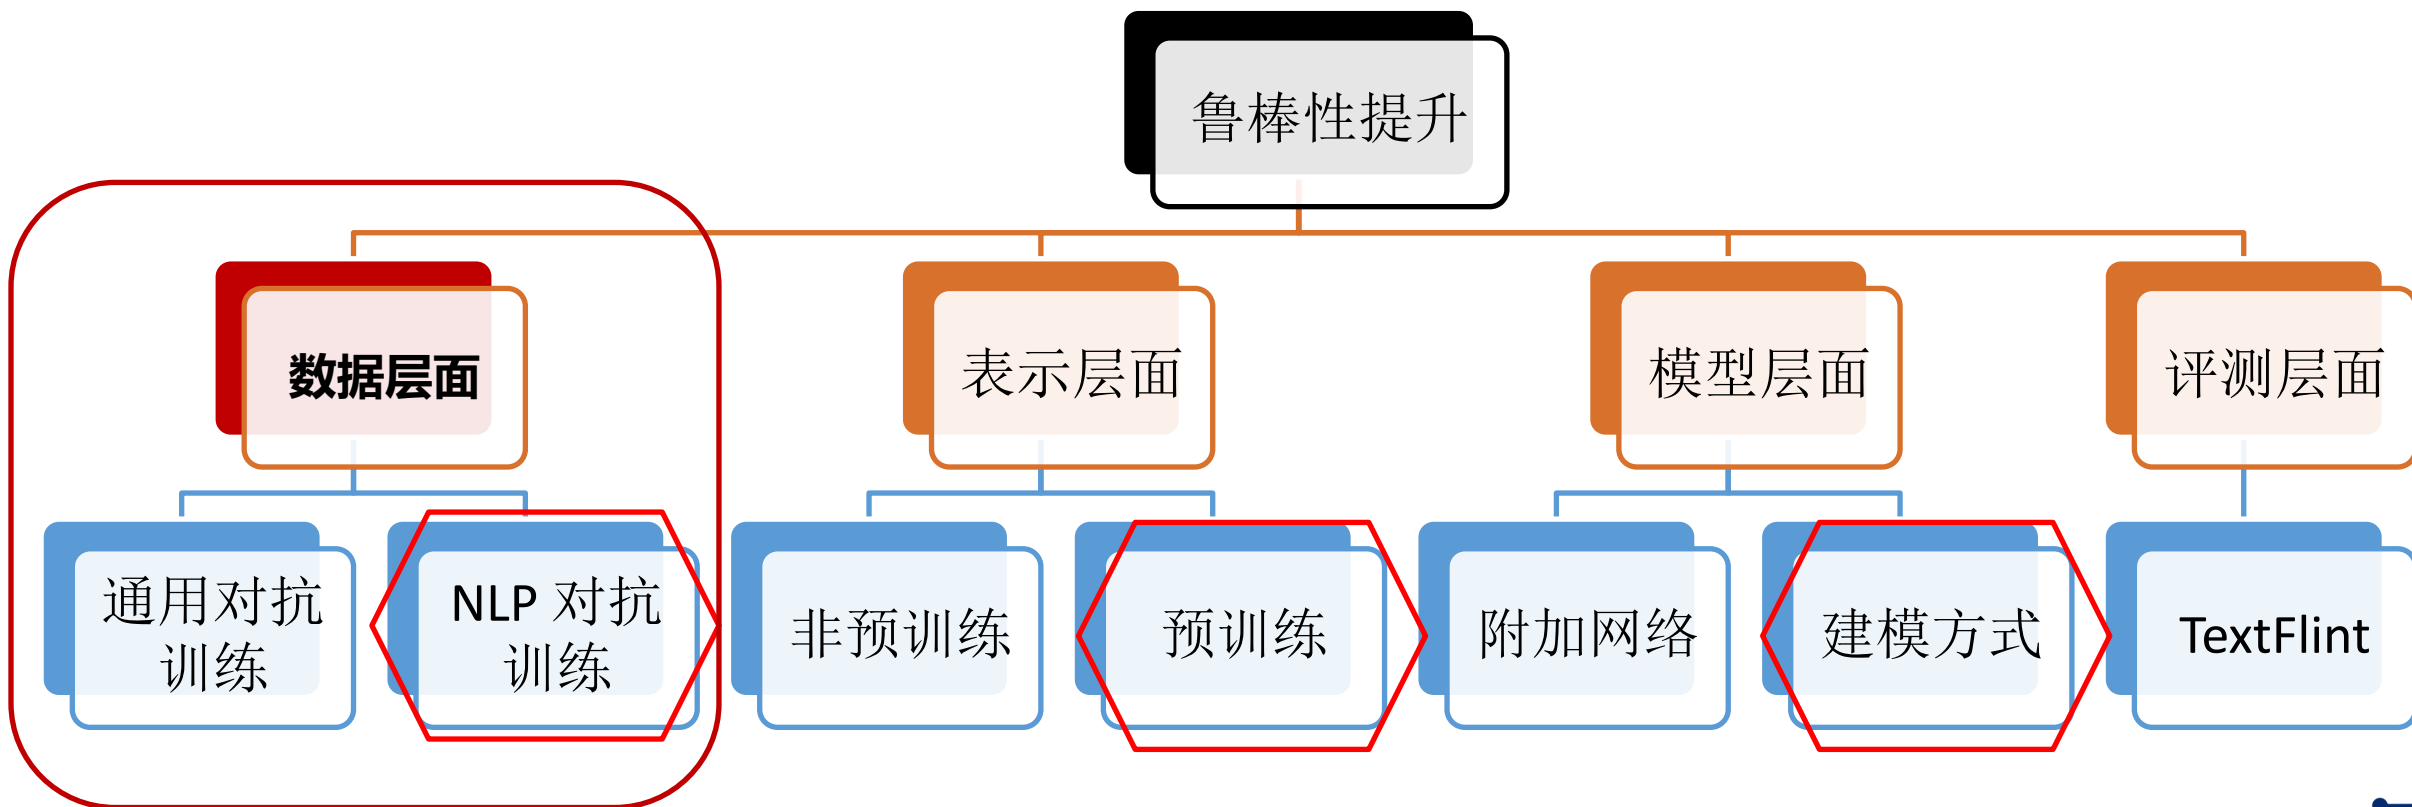 鲁棒性提升
数据层面
表示层面
模型层面
评测层面
通用对抗
训练
NLP 对抗
训练
非预训练
预训练
附加网络
建模方式
TextFlint